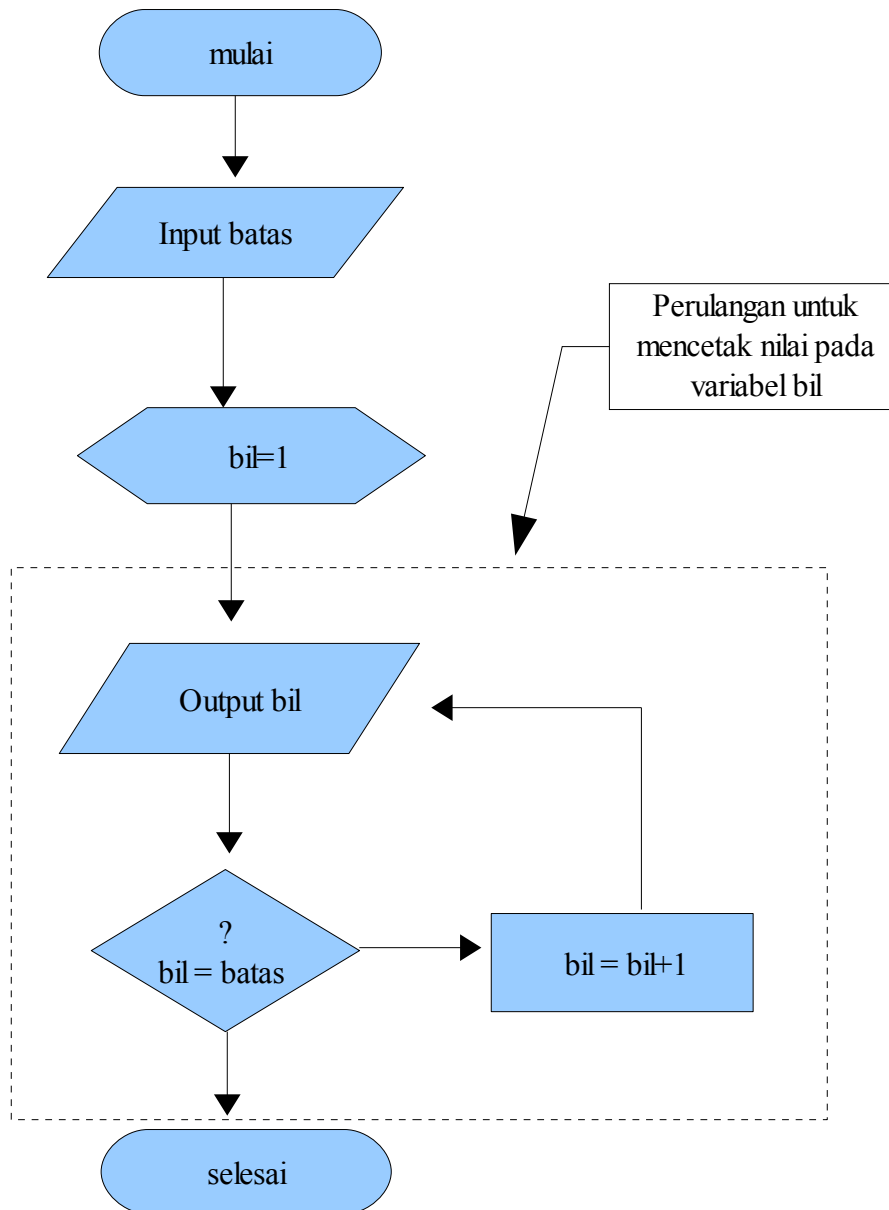 mulai
Input batas
Perulangan untuk
mencetak nilai pada
variabel bil
bil=1
Output bil
?
bil = batas
bil = bil+1
selesai